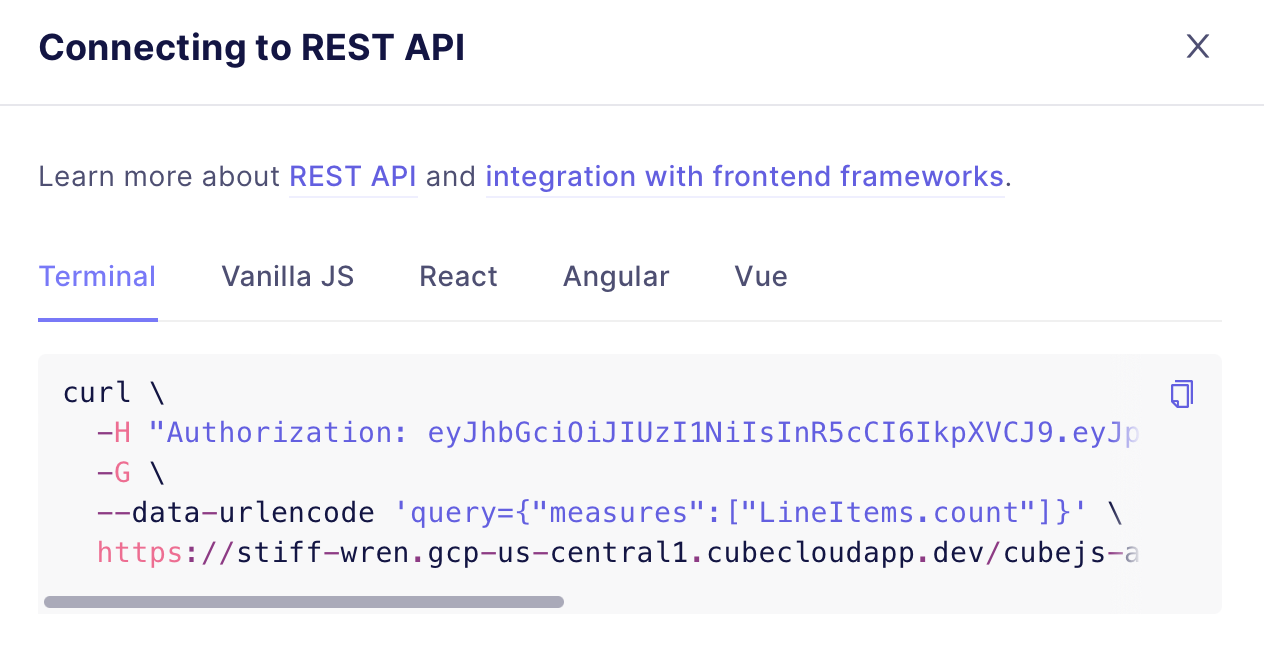 Connecting to REST API
Learn more about REST API and integration with frontend frameworks.
Terminal Vanilla JS React Angular Vue
curl \
-H "Authorization: eyJhbGciOiJIUzI1NiIsInR5cCI6IkpXVCJ9.eyJp
-G \
--data-urlencode 'query={"measures":["LineItems.count"]}' \
https://stiff-wren.gcp-us-central1.cubecloudapp.dev/cubejs-a